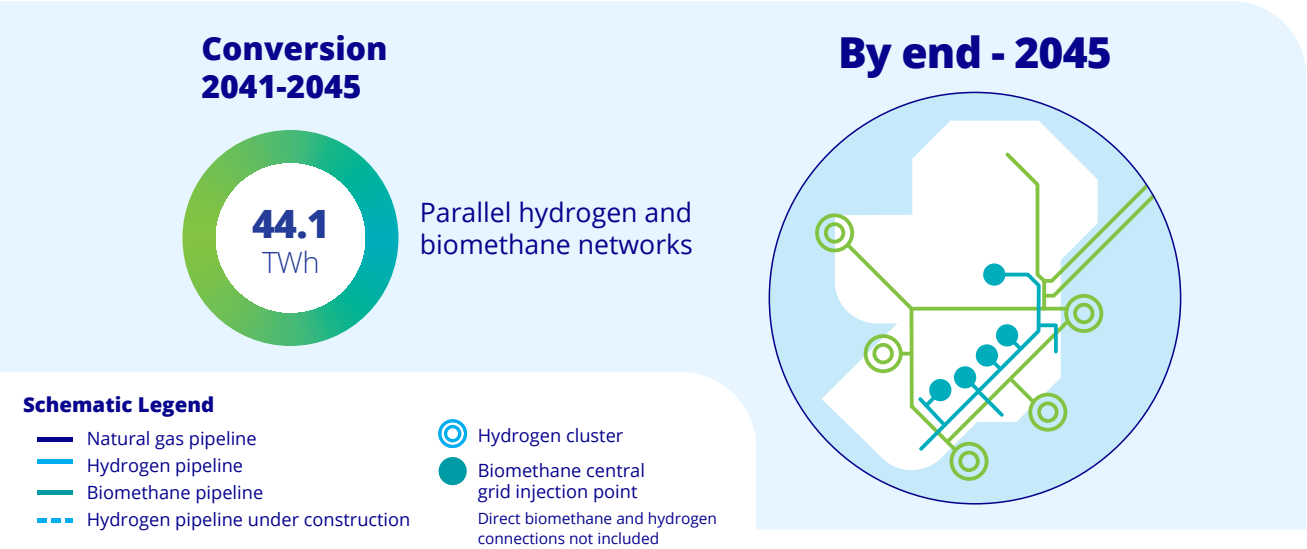 Conversion
2041-2045
44.1
TWh
Parallel hydrogen and
biomethane networks
By end - 2045
Schematic Legend
Natural gas pipeline
Hydrogen pipeline
Biomethane pipeline
Hydrogen pipeline under construction
Hydrogen cluster
Biomethane central
grid injection point
Direct biomethane and hydrogen
connections not included